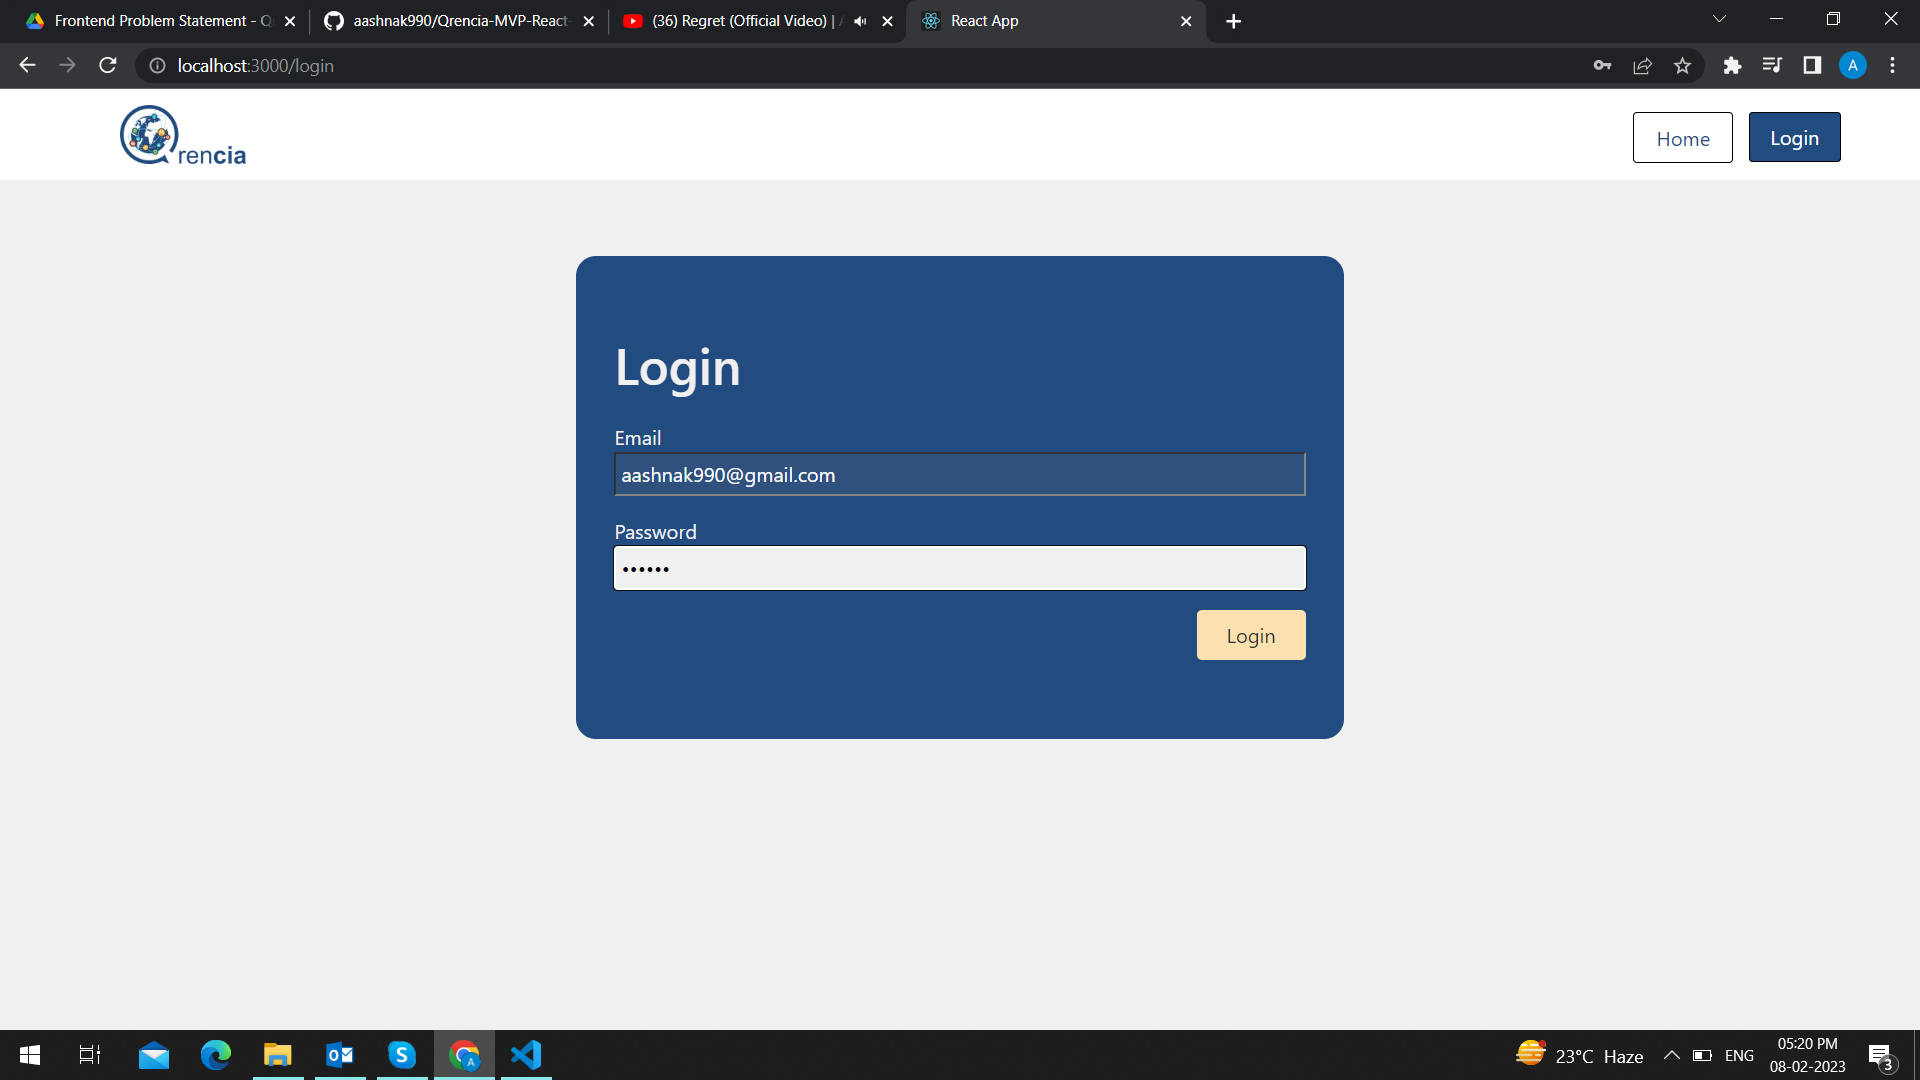 Frontend Problem Statement - Q
aashnak990/Qrencia-MVP-React-
(36) Regret (Official Video) |
React App
localhost:3000/login
A
rencia
Home
Login
Login
Email
aashnak990@gmail.com
Password
••••••
Login
23°C Haze
ENG
05:20 PM
08-02-2023
3